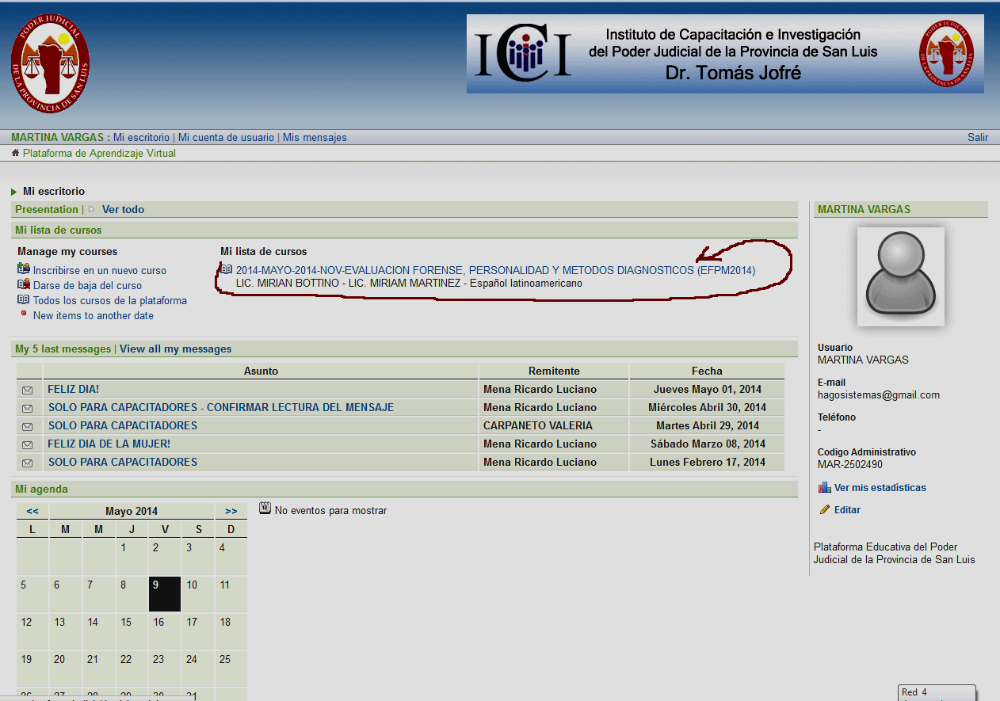 PODER JUDICIAL
DE LA PROVINCIA DE SAN LUIS
ICI
Instituto de Capacitación e Investigación
del Poder Judicial de la Provincia de San Luis
Dr. Tomás Jofré
PODER JUDICIAL
DE LA PROVINCIA DE SAN LUIS
MARTINA VARGAS : Mi escritorio | Mi cuenta de usuario | Mis mensajes
Salir
Plataforma de Aprendizaje Virtual
Mi escritorio
Presentation | Ver todo
Mi lista de cursos
Manage my courses
Inscribirse en un nuevo curso
Darse de baja del curso
Todos los cursos de la plataforma
New items to another date
Mi lista de cursos
2014-MAYO-2014-NOV-EVALUACION FORENSE, PERSONALIDAD Y METODOS DIAGNOSTICOS (EFPM2014)
LIC. MIRIAN BOTTINO - LIC. MIRIAM MARTINEZ - Español latinoamericano
My 5 last messages | View all my messages
Asunto Remitente Fecha
FELIZ DIA! Mena Ricardo Luciano Jueves Mayo 01, 2014
SOLO PARA CAPACITADORES - CONFIRMAR LECTURA DEL MENSAJE Mena Ricardo Luciano Miércoles Abril 30, 2014
SOLO PARA CAPACITADORES CARPANETO VALERIA Martes Abril 29, 2014
FELIZ DIA DE LA MUJER! Mena Ricardo Luciano Sábado Marzo 08, 2014
SOLO PARA CAPACITADORES Mena Ricardo Luciano Lunes Febrero 17, 2014
Mi agenda
<< Mayo 2014 >>
L M M J V S D
1 2 3 4
5 6 7 8 9 10 11
12 13 14 15 16 17 18
19 20 21 22 23 24 25
26 27 28 29 30 31
No eventos para mostrar
MARTINA VARGAS
Usuario
MARTINA VARGAS
E-mail
hagosistemas@gmail.com
Teléfono
-
Codigo Administrativo
MAR-2502490
Ver mis estadísticas
Editar
Plataforma Educativa del Poder
Judicial de la Provincia de San Luis
Red 4